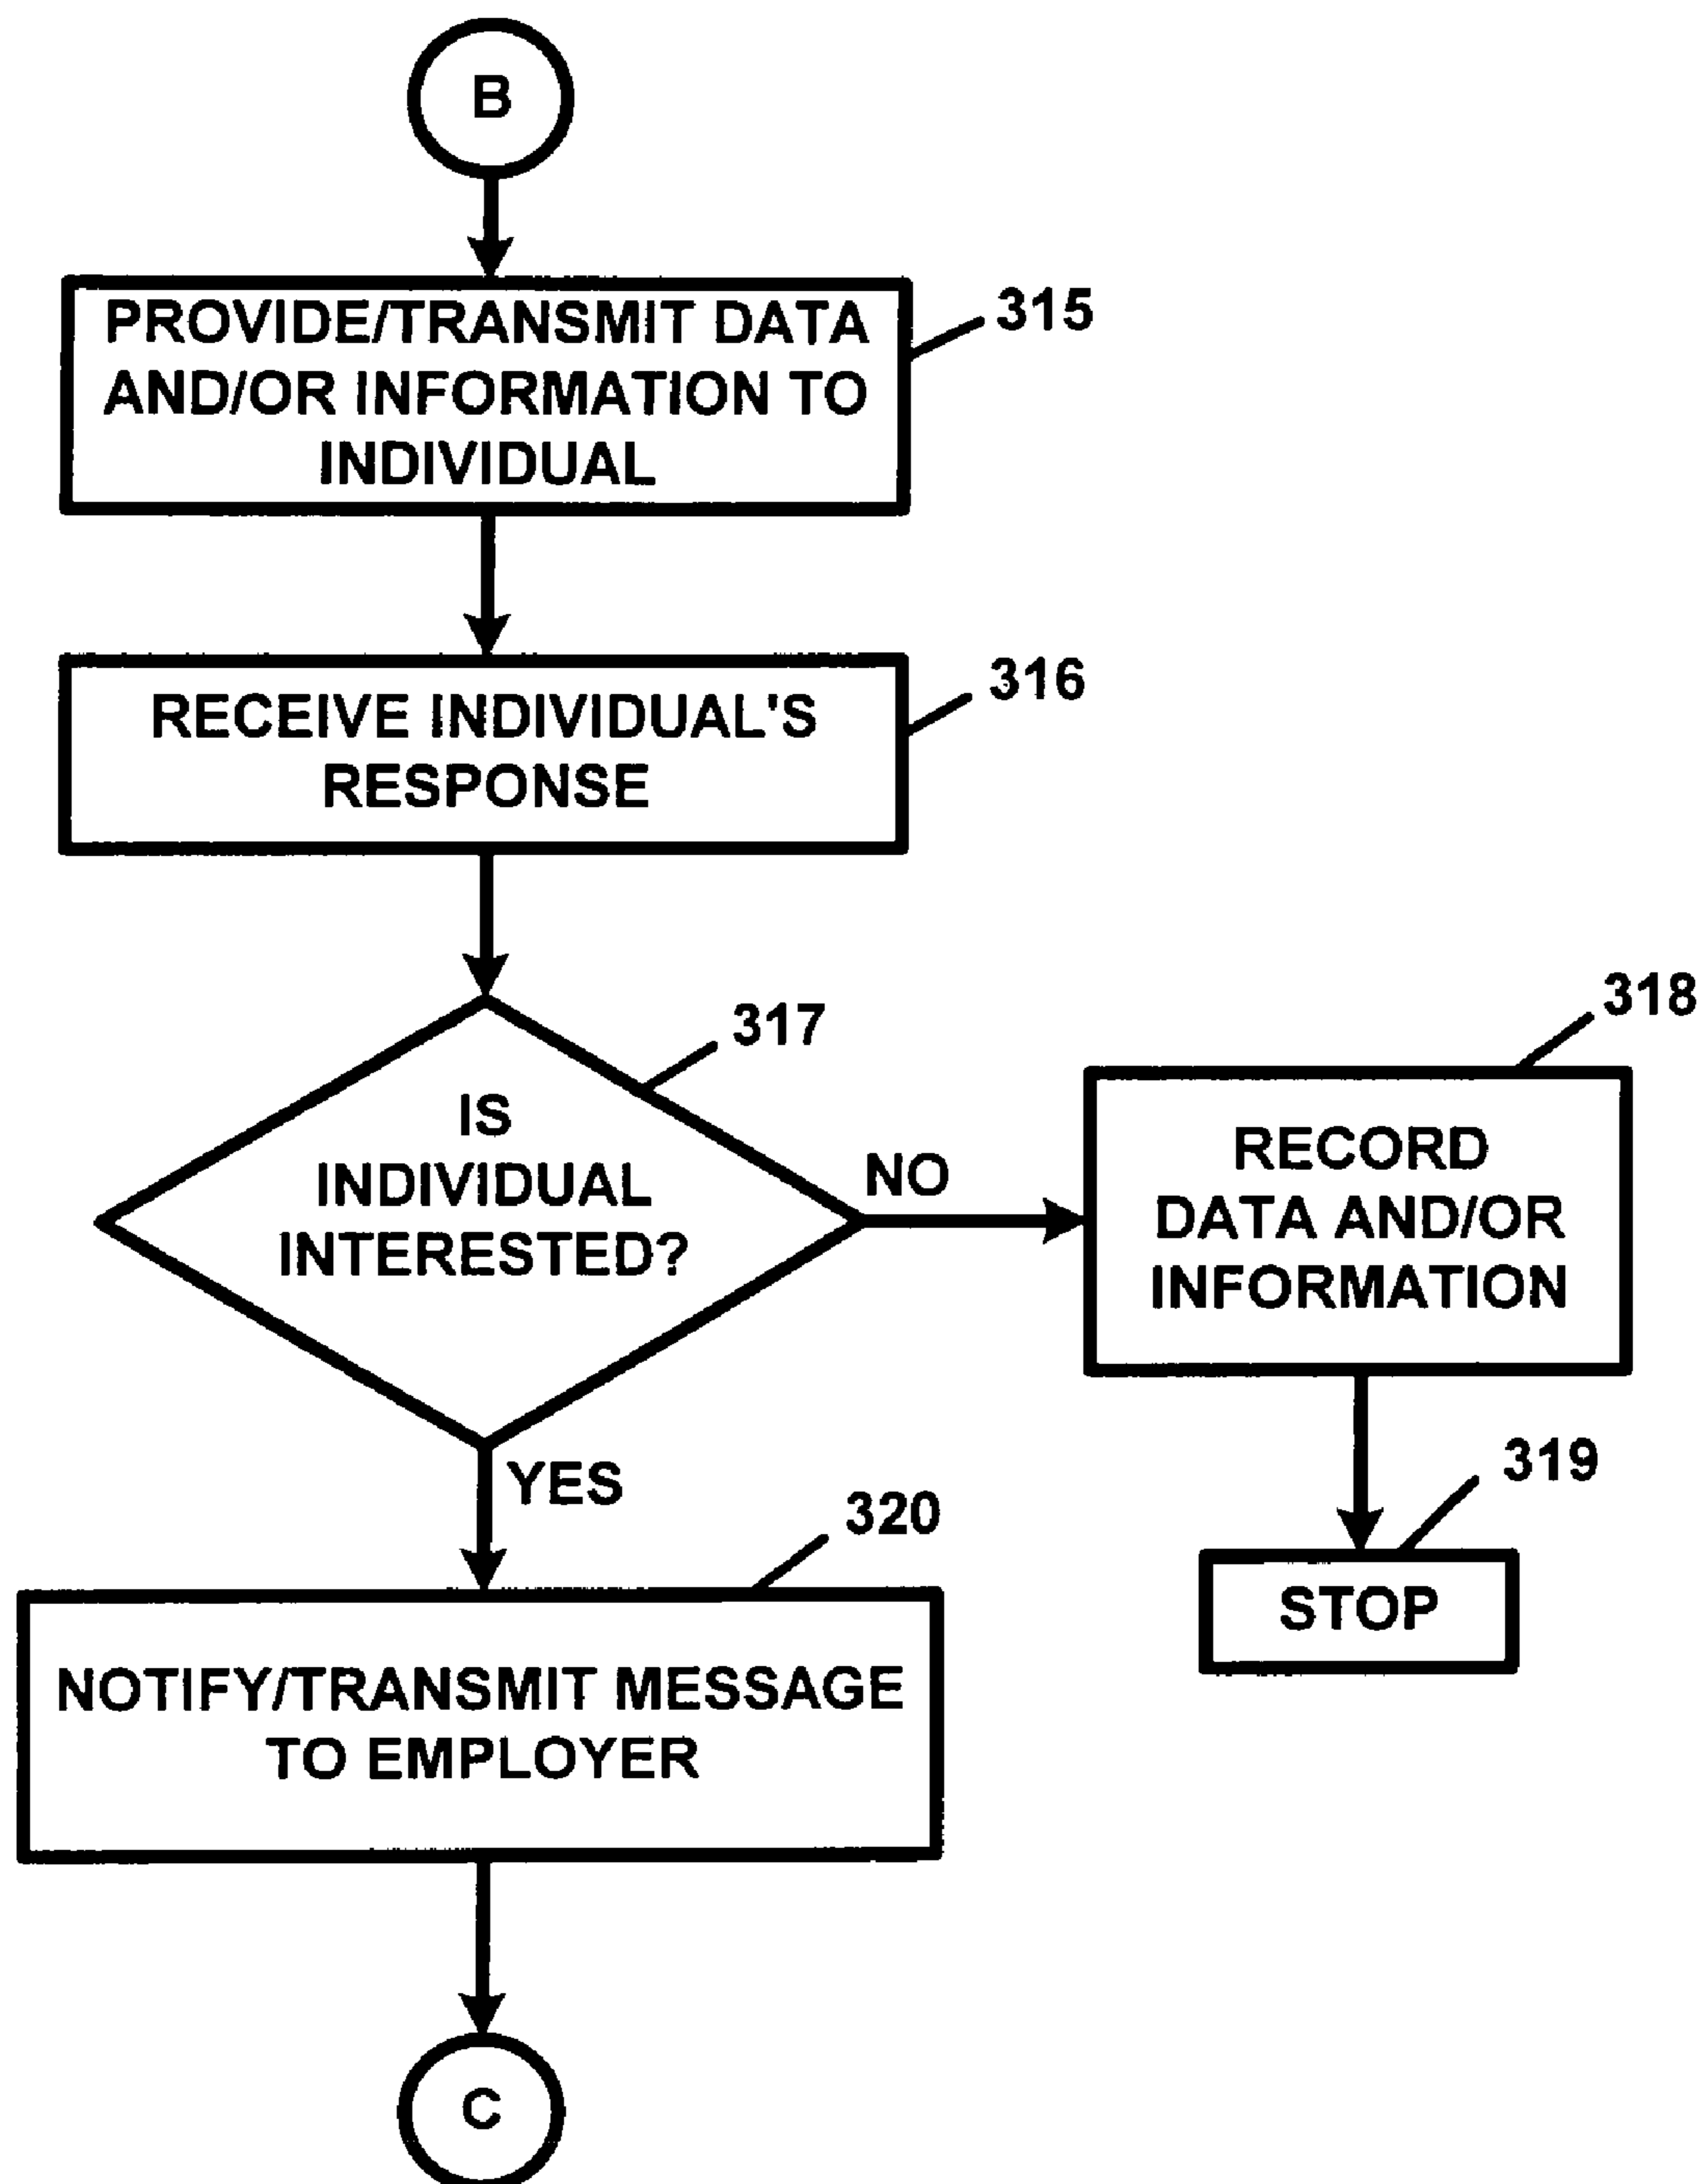 B
PROVIDE/TRANSMIT DATA
AND/OR INFORMATION TO
INDIVIDUAL
315
RECEIVE INDIVIDUAL'S
RESPONSE
316
IS
INDIVIDUAL
INTERESTED?
317
NO
318
RECORD
DATA AND/OR
INFORMATION
319
STOP
YES
320
NOTIFY/TRANSMIT MESSAGE
TO EMPLOYER
C